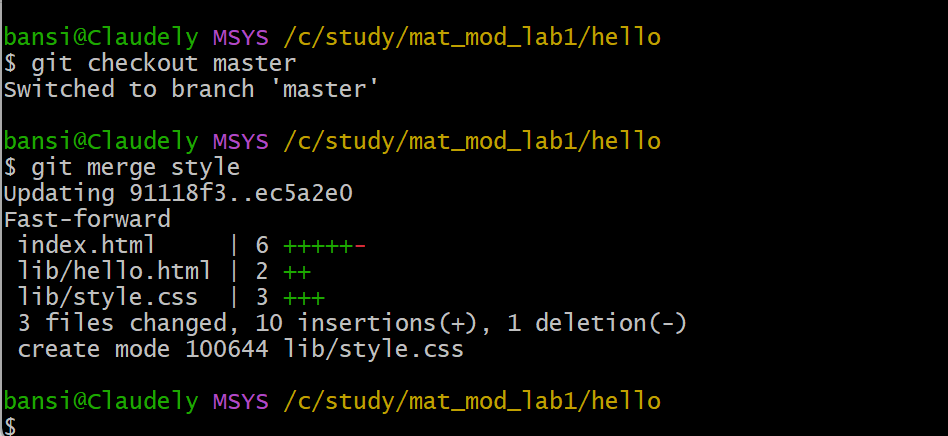 bansi@Claudely MSYS /c/study/mat_mod_lab1/hello
$ git checkout master
Switched to branch 'master'
bansi@Claudely MSYS /c/study/mat_mod_lab1/hello
$ git merge style
Updating 91118f3..ec5a2e0
Fast-forward
 index.html     | 6 +++++-
 lib/hello.html | 2 ++
 lib/style.css  | 3 +++
 3 files changed, 10 insertions(+), 1 deletion(-)
 create mode 100644 lib/style.css
bansi@Claudely MSYS /c/study/mat_mod_lab1/hello
$